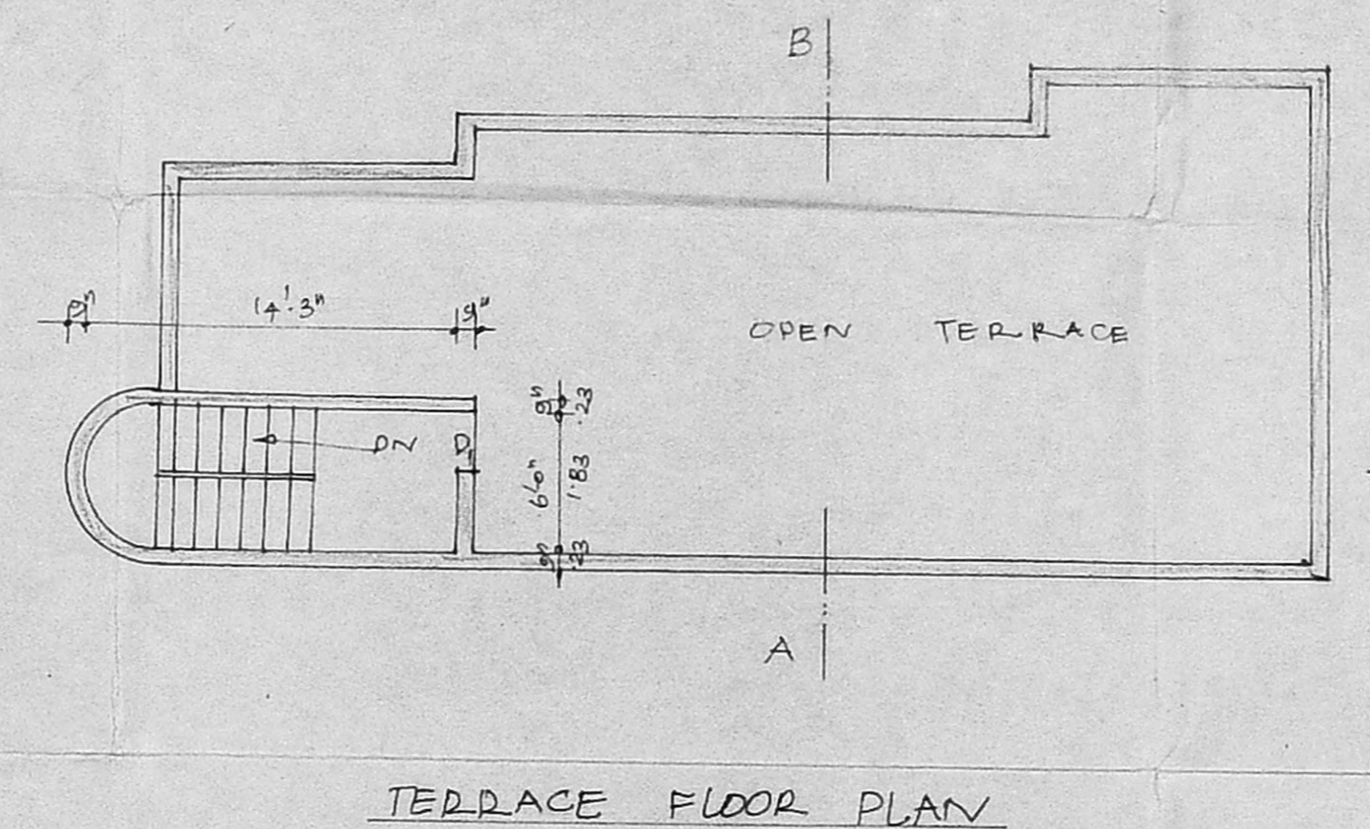 B
9"
14'.3"
9"
OPEN TERRACE
9"
.23
DN
D1
6'0"
1.83
9"
.23
A
TERRACE FLOOR PLAN